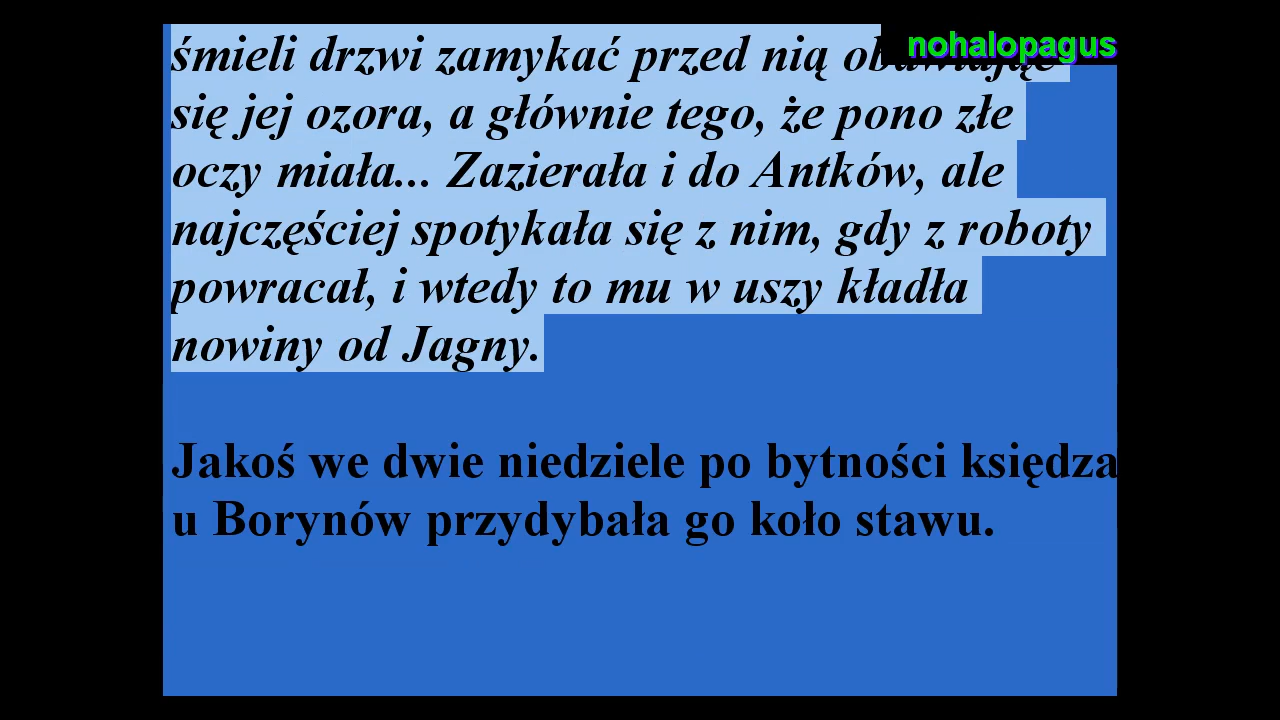 śmieli drzwi zamykać przed nią obawiając
nohalopagus
się jej ozora, a głównie tego, że pono złe
oczy miała... Zazierała i do Antków, ale
najczęściej spotykała się z nim, gdy z roboty
powracał, i wtedy to mu w uszy kładła
nowiny od Jagny.
Jakoś we dwie niedziele po bytności księdza
u Borynów przydybała go koło stawu.